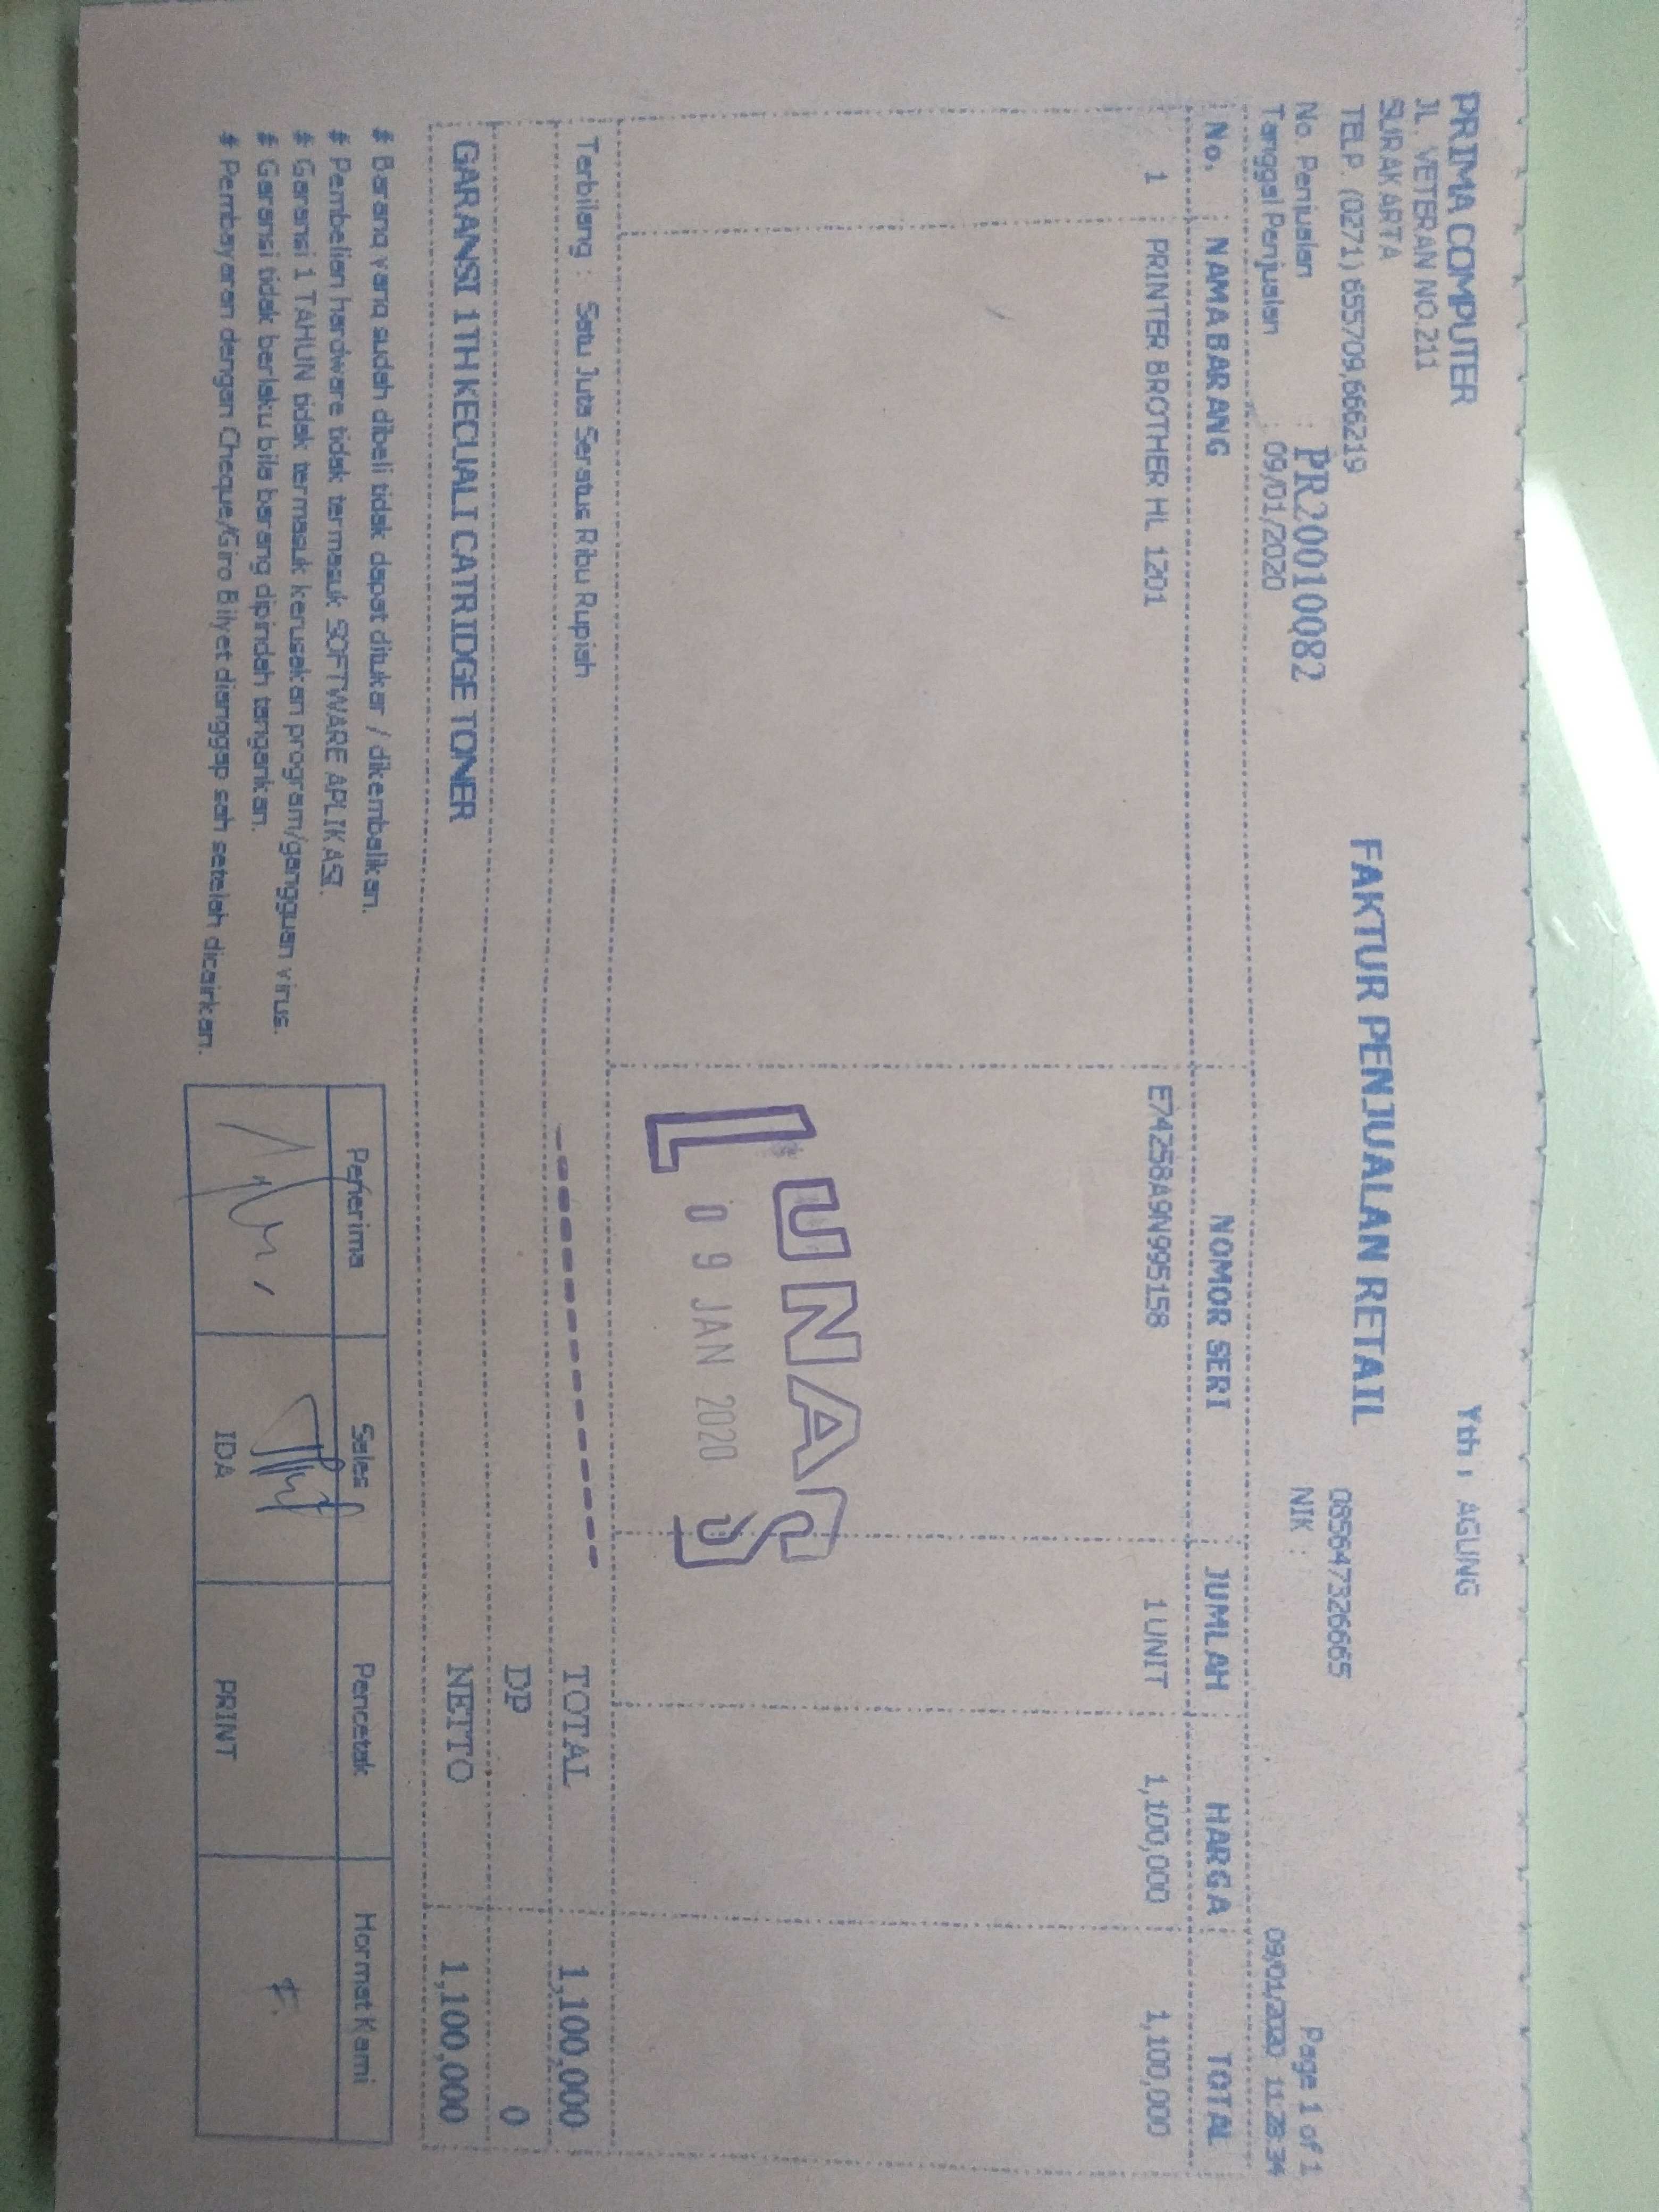 PRIMA COMPUTER
Yth : AGUNG
JL. VETERAN NO.211
SURAKARTA
TELP. (0271) 655709,666219
FAKTUR PENJUALAN RETAIL
085647326665
NIK :
Page 1 of 1
No. Penjualan : PR20010082
Tanggal Penjualan : 09/01/2020
09/01/2020 11:28:34
No. NAMA BARANG NOMOR SERI JUMLAH HARGA TOTAL
1 PRINTER BROTHER HL 1201 E74258A9N995158 1 UNIT 1,100,000 1,100,000
LUNAS
09 JAN 2020
Terbilang : Satu Juta Seratus Ribu Rupiah TOTAL 1,100,000
DP 0
GARANSI 1TH KECUALI CATRIDGE TONER NETTO 1,100,000
# Barang yang sudah dibeli tidak dapat ditukar / dikembalikan.
# Pembelian hardware tidak termasuk SOFTWARE APLIKASI.
# Garansi 1 TAHUN tidak termasuk kerusakan program/gangguan virus.
# Garansi tidak berlaku bila barang dipindah tangankan.
# Pembayaran dengan Cheque/Giro Bilyet dianggap sah setelah dicairkan.
Penerima Sales Pencetak Hormat Kami
IDA PRINT